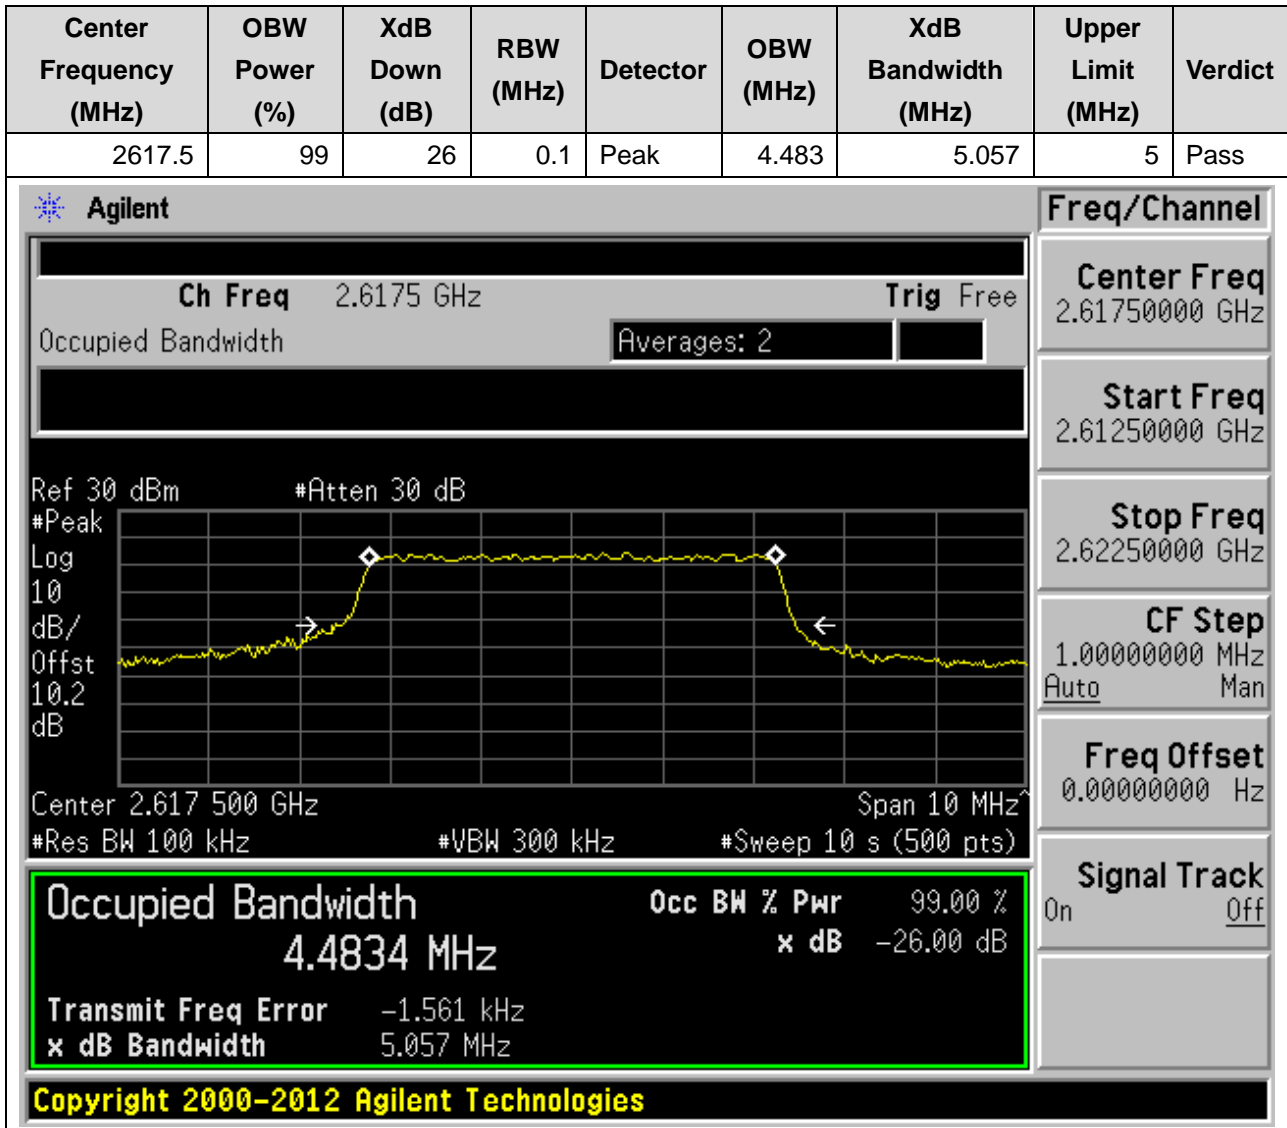 Center Frequency (MHz) OBW Power (%) XdB Down (dB) RBW (MHz) Detector OBW (MHz) XdB Bandwidth (MHz) Upper Limit (MHz) Verdict
2617.5 99 26 0.1 Peak 4.483 5.057 5 Pass
Agilent Freq/Channel
Ch Freq 2.6175 GHz Trig Free
Occupied Bandwidth Averages: 2
Center Freq
2.61750000 GHz
Start Freq
2.61250000 GHz
Stop Freq
2.62250000 GHz
CF Step
1.00000000 MHz
Auto Man
Freq Offset
0.00000000 Hz
Signal Track
On Off
Ref 30 dBm #Atten 30 dB
#Peak
Log
10
dB/
Offst
10.2
dB
Center 2.617 500 GHz Span 10 MHz^
#Res BW 100 kHz #VBW 300 kHz #Sweep 10 s (500 pts)
Occupied Bandwidth Occ BW % Pwr 99.00 %
4.4834 MHz x dB -26.00 dB
Transmit Freq Error -1.561 kHz
x dB Bandwidth 5.057 MHz
Copyright 2000-2012 Agilent Technologies